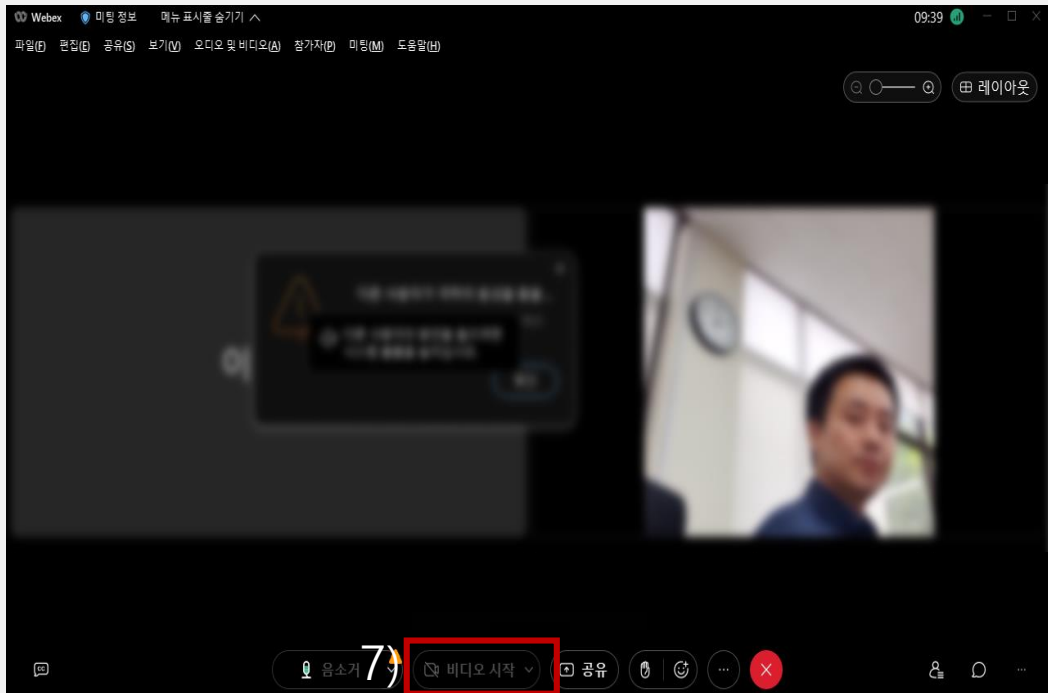 Webex 미팅 정보 메뉴 표시줄 숨기기 09:39
파일(F) 편집(E) 공유(S) 보기(V) 오디오 및 비디오(A) 참가자(P) 미팅(M) 도움말(H)
레이아웃
이
CC 음소거 7) 비디오 시작 공유